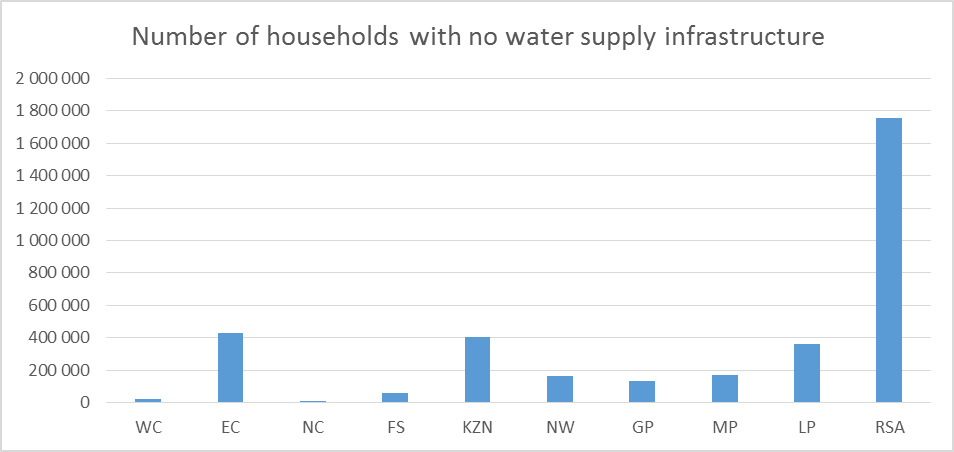 Number of households with no water supply infrastructure
2 000 000
1 800 000
1 600 000
1 400 000
1 200 000
1 000 000
800 000
600 000
400 000
200 000
0
WC EC NC FS KZN NW GP MP LP RSA